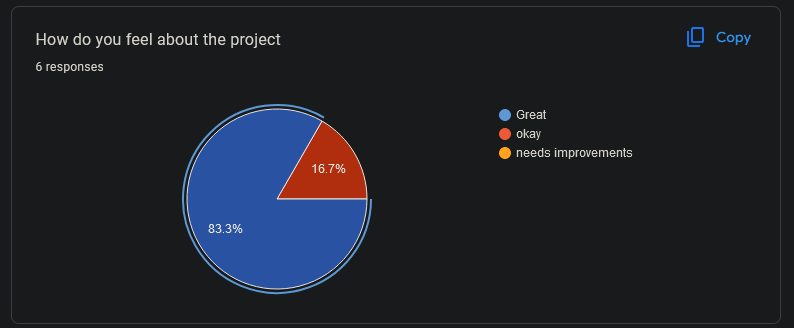 How do you feel about the project
Copy
6 responses
Great
okay
needs improvements
16.7%
83.3%